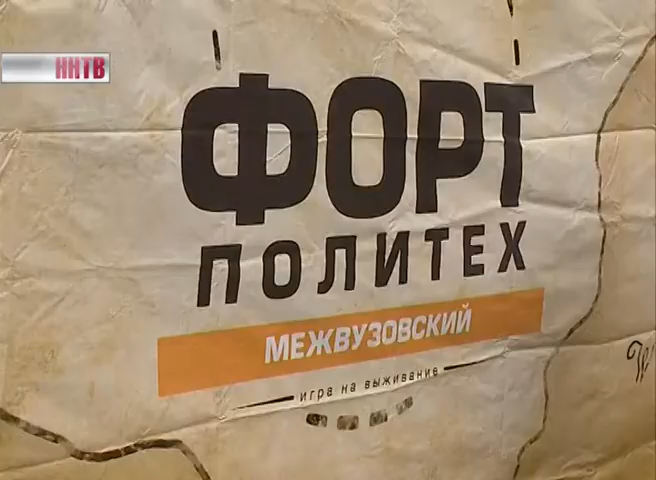 ННТВ
ФОРТ
ПОЛИТЕХ
МЕЖВУЗОВСКИЙ
игра на выживание